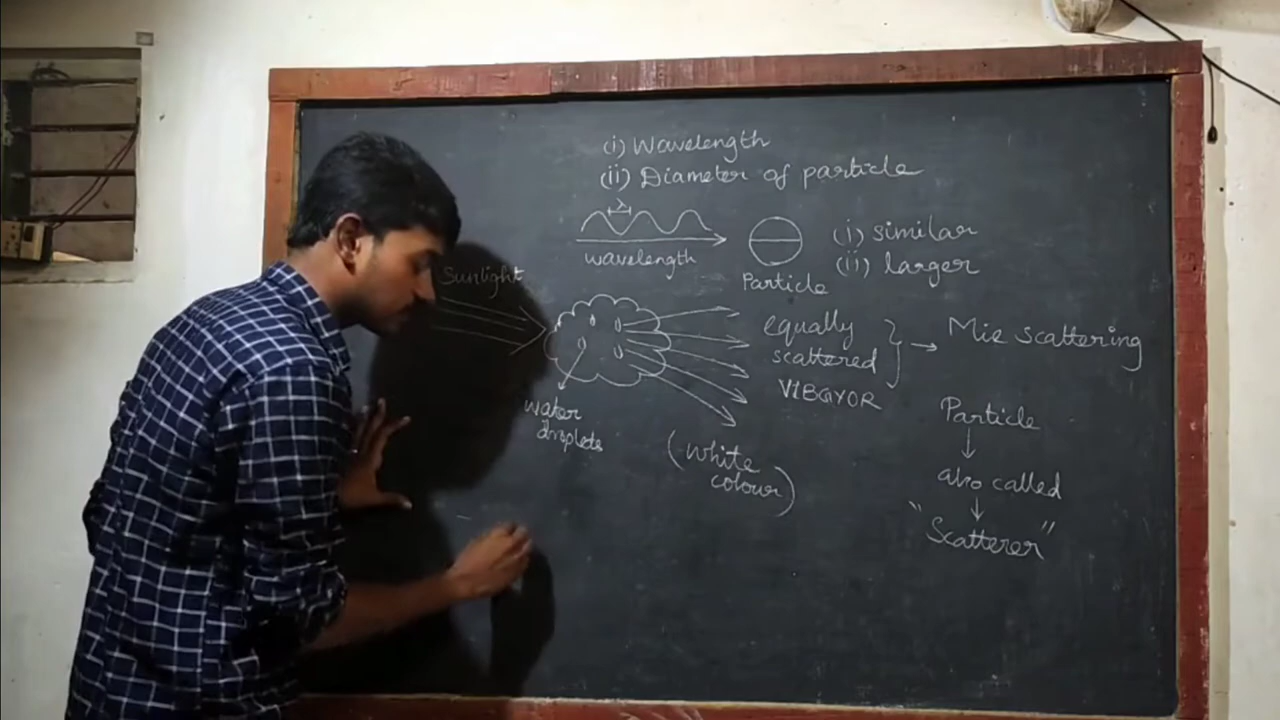 (i) Wavelength
(ii) Diameter of particle
λ
wavelength
Particle
(i) similar
(ii) larger
Sunlight
water
droplets
equally
scattered
VIBGYOR
→ Mie scattering
(white
colour)
Particle
↓
also called
↓
"Scatterer"